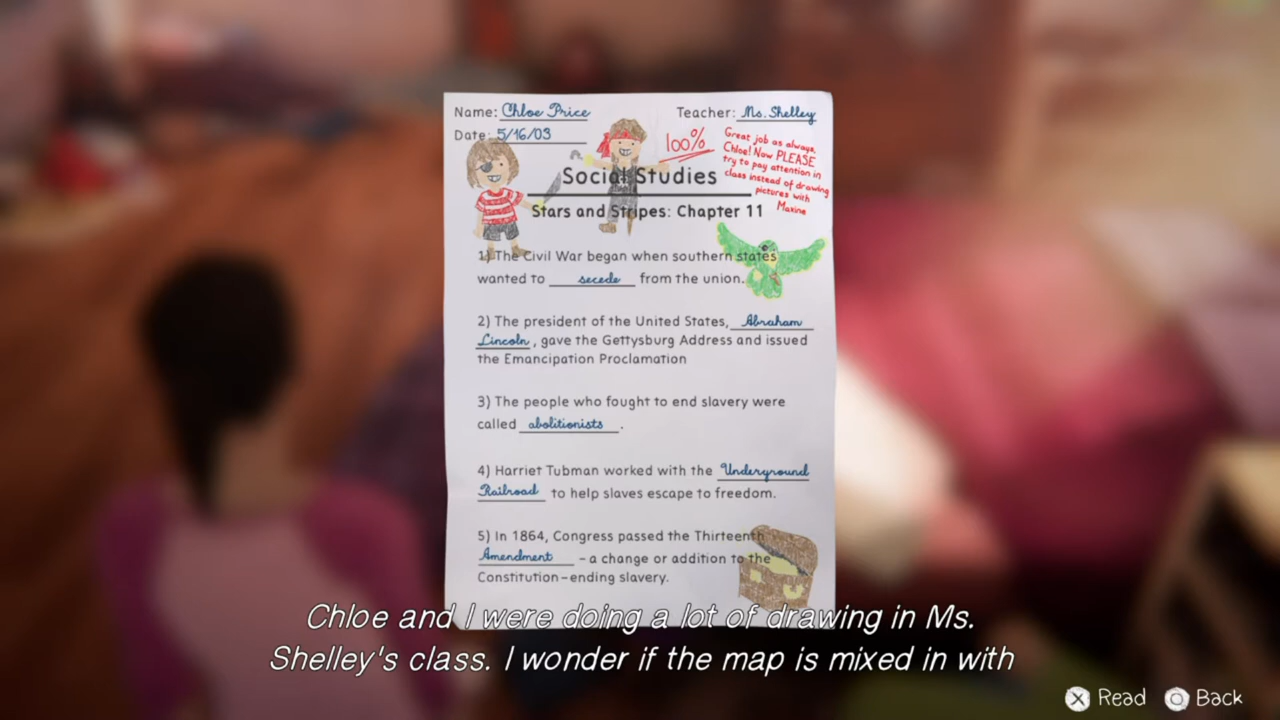 Name: Chloe Price
Teacher: Ms. Shelley
Date: 5/16/03
100%
Great job as always,
Chloe! Now PLEASE
try to pay attention in
class instead of drawing
pictures with
Maxine
Social Studies
Stars and Stripes: Chapter 11
1) The Civil War began when southern states
wanted to secede from the union.
2) The president of the United States, Abraham
Lincoln, gave the Gettysburg Address and issued
the Emancipation Proclamation
3) The people who fought to end slavery were
called abolitionists.
4) Harriet Tubman worked with the Underground
Railroad to help slaves escape to freedom.
5) In 1864, Congress passed the Thirteenth
Amendment – a change or addition to the
Constitution – ending slavery.
Chloe and I were doing a lot of drawing in Ms.
Shelley's class. I wonder if the map is mixed in with
Read Back